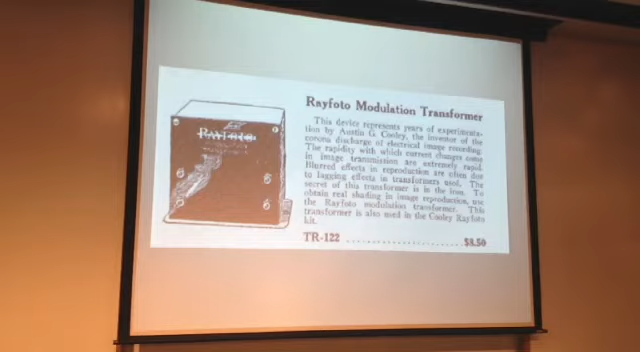 Rayfoto Modulation Transformer
This device represents years of experimenta-
tion by Austin G. Cooley, the inventor of the
corona discharge of electrical image recording.
The rapidity with which current changes come
in image transmission are extremely rapid.
Blurred effects in reproduction are often due
to lagging effects in transformers used. The
secret of this transformer is in the iron. To
obtain real shading in image reproduction, use
the Rayfoto modulation transformer. This
transformer is also used in the Cooley Rayfoto
kit.
TR-122 ........................ $8.50
RAYFOTO